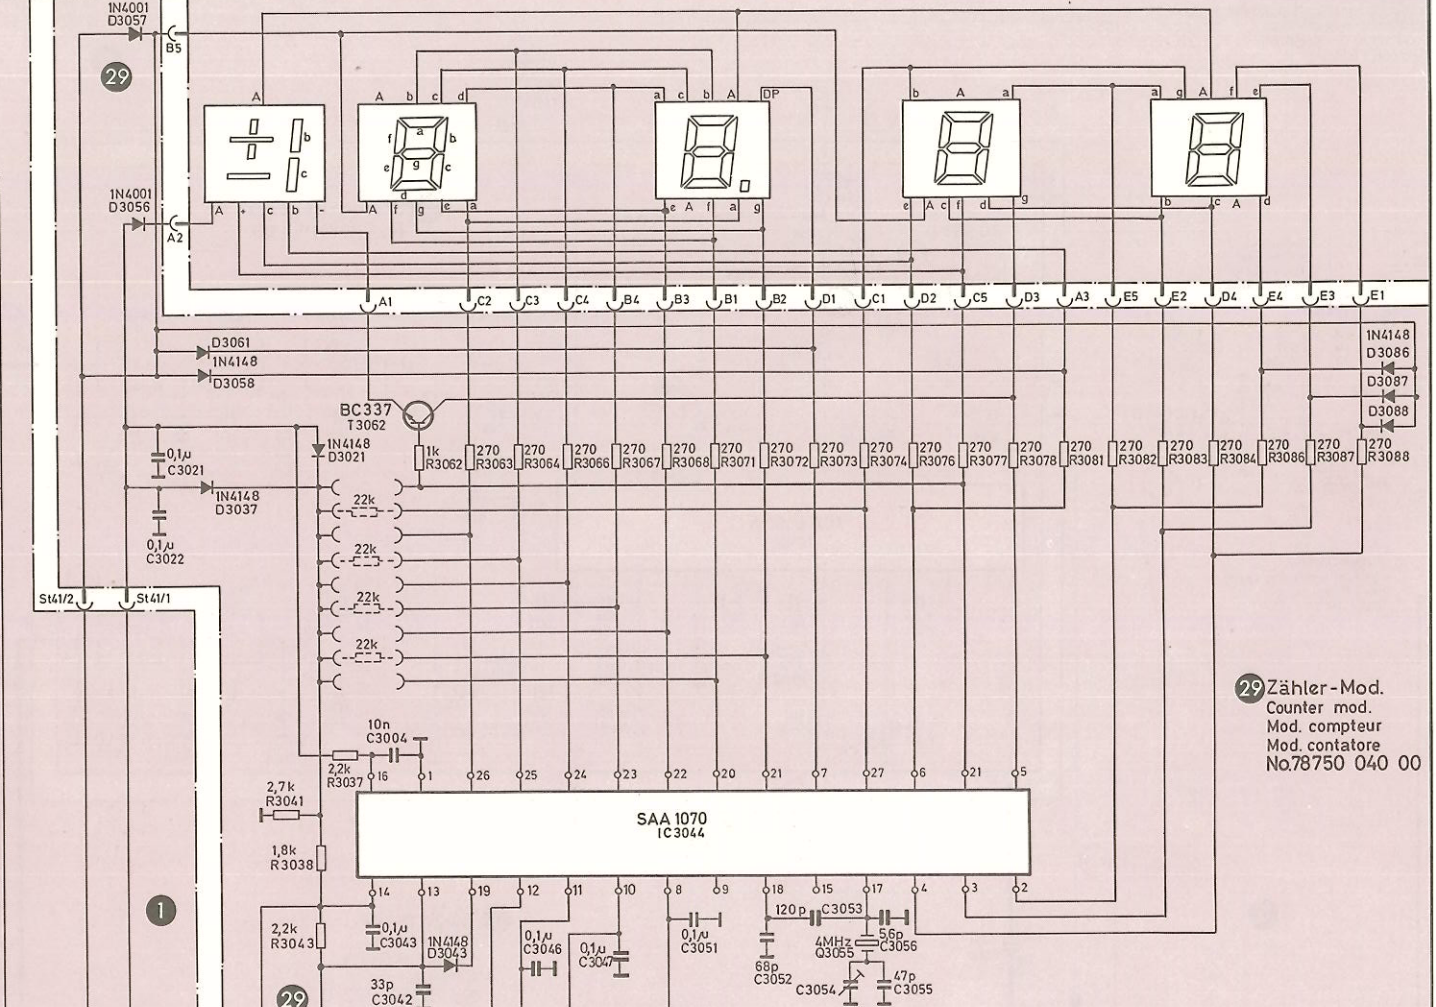 1N4001
D3057
B5
29
A
A b c d
a c b A DP
b A a
a g A f e
b
c
a
f b
g
e c
d
1N4001
D3056
A2
A + c b -
A f g e a
e A f a g
e A c f d g
b c A d
A1 C2 C3 C4 B4 B3 B1 B2 D1 C1 D2 C5 D3 A3 E5 E2 D4 E4 E3 E1
D3061
1N4148
D3058
1N4148
D3086
D3087
D3088
BC337
T3062
0,1µ
C3021
1N4148
D3021
1k
R3062
270
R3063
270
R3064
270
R3066
270
R3067
270
R3068
270
R3071
270
R3072
270
R3073
270
R3074
270
R3076
270
R3077
270
R3078
270
R3081
270
R3082
270
R3083
270
R3084
270
R3086
270
R3087
270
R3088
1N4148
D3037
22k
0,1µ
C3022
22k
St41/2
St41/1
22k
22k
29 Zähler-Mod.
Counter mod.
Mod. compteur
Mod. contatore
No.78750 040 00
10n
C3004
2,2k
R3037
16 1 26 25 24 23 22 20 21 7 27 6 21 5
2,7k
R3041
SAA 1070
IC3044
1,8k
R3038
14 13 19 12 11 10 8 9 18 15 17 4 3 2
1
2,2k
R3043
0,1µ
C3043
1N4148
D3043
0,1µ
C3046
0,1µ
C3047
0,1µ
C3051
120p C3053
5,6p
C3056
4MHz
Q3055
68p
C3052
C3054
47p
C3055
33p
C3042
29